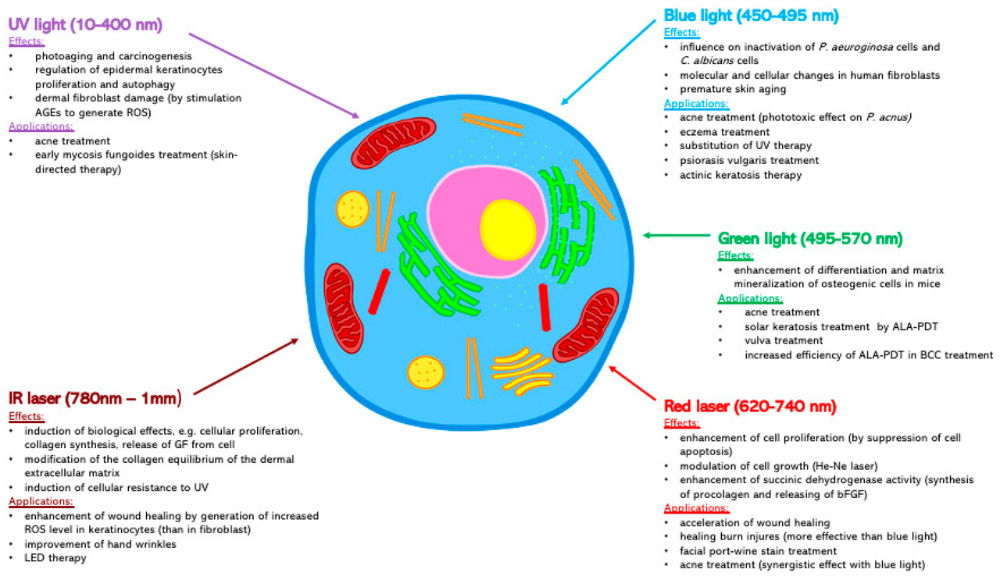 UV light (10-400 nm)
Effects:
• photoaging and carcinogenesis
• regulation of epidermal keratinocytes
proliferation and autophagy
• dermal fibroblast damage (by stimulation
AGEs to generate ROS)
Applications:
• acne treatment
• early mycosis fungoides treatment (skin-
directed therapy)
Blue light (450-495 nm)
Effects:
• influence on inactivation of P. aeuroginosa cells and
C. albicans cells
• molecular and cellular changes in human fibroblasts
• premature skin aging
Applications:
• acne treatment (phototoxic effect on P. acnus)
• eczema treatment
• substitution of UV therapy
• psiorasis vulgaris treatment
• actinic keratosis therapy
Green light (495-570 nm)
Effects:
• enhancement of differentiation and matrix
mineralization of osteogenic cells in mice
Applications:
• acne treatment
• solar keratosis treatment by ALA-PDT
• vulva treatment
• increased efficiency of ALA-PDT in BCC treatment
IR laser (780nm – 1mm)
Effects:
• induction of biological effects, e.g. cellular proliferation,
collagen synthesis, release of GF from cell
• modification of the collagen equilibrium of the dermal
extracellular matrix
• induction of cellular resistance to UV
Applications:
• enhancement of wound healing by generation of increased
ROS level in keratinocytes (than in fibroblast)
• improvement of hand wrinkles
• LED therapy
Red laser (620-740 nm)
Effects:
• enhancement of cell proliferation (by suppression of cell
apoptosis)
• modulation of cell growth (He-Ne laser)
• enhancement of succinic dehydrogenase activity (synthesis
of procolagen and releasing of bFGF)
Applications:
• acceleration of wound healing
• healing burn injures (more effective than blue light)
• facial port-wine stain treatment
• acne treatment (synergistic effect with blue light)